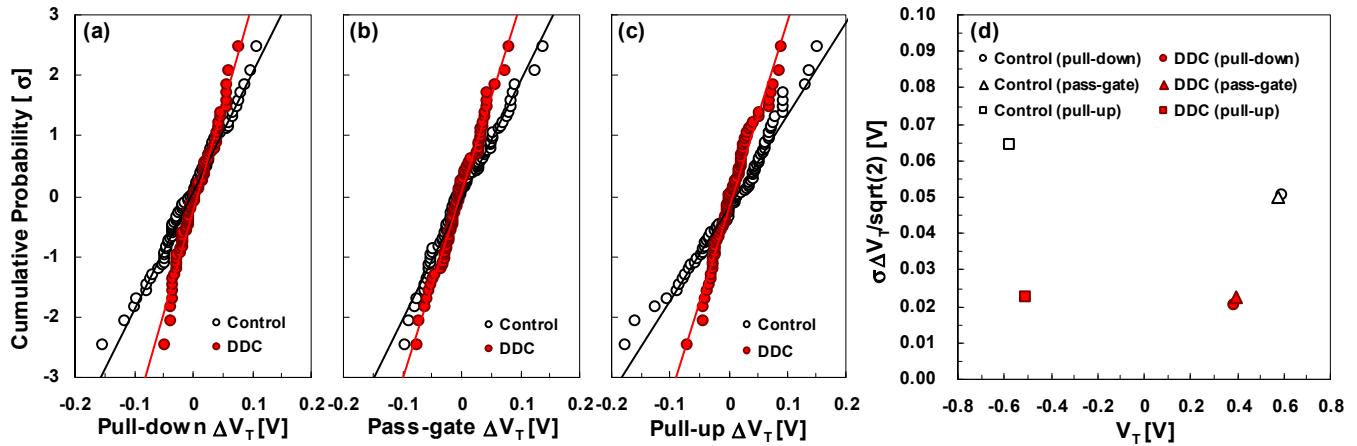 Cumulative Probability [ σ]
3
2
1
0
-1
-2
-3
(a)
Control
DDC
-0.2 -0.1 0 0.1 0.2
Pull-down ΔV_T [V]
(b)
Control
DDC
-0.2 -0.1 0 0.1 0.2
Pass-gate ΔV_T [V]
(c)
Control
DDC
-0.2 -0.1 0 0.1 0.2
Pull-up ΔV_T [V]
σΔV_T/sqrt(2) [V]
0.10
0.09
0.08
0.07
0.06
0.05
0.04
0.03
0.02
0.01
0.00
(d)
Control (pull-down) DDC (pull-down)
Control (pass-gate) DDC (pass-gate)
Control (pull-up) DDC (pull-up)
-0.8 -0.6 -0.4 -0.2 0 0.2 0.4 0.6 0.8
V_T [V]